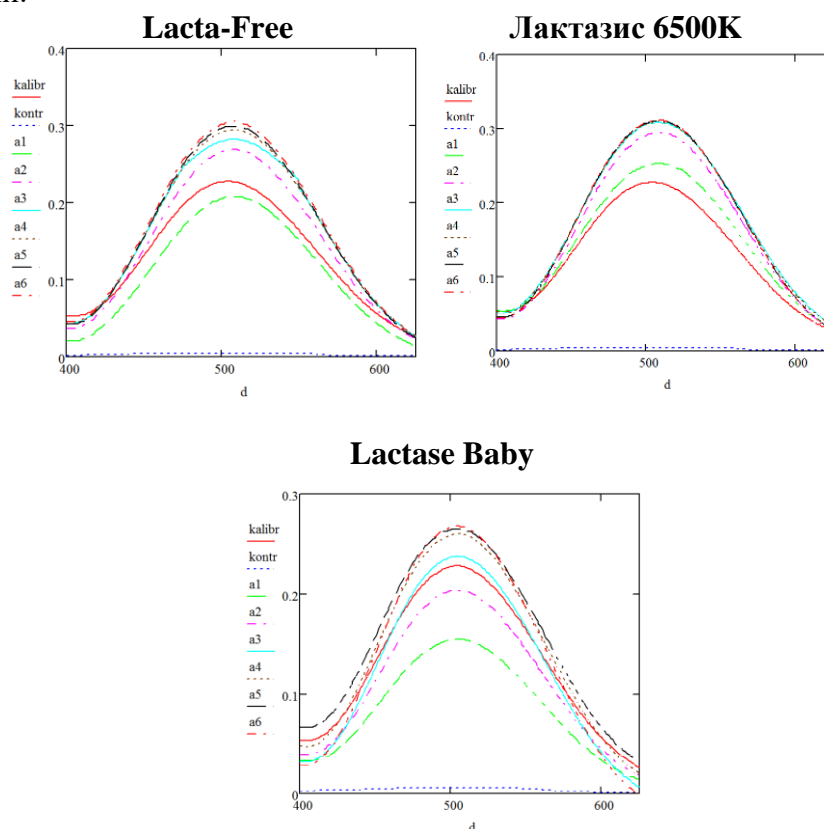 Lacta-Free
0.4
0.3
0.2
0.1
0
400
500
600
d
kalibr
kontr
a1
a2
a3
a4
a5
a6
Лактазис 6500K
0.4
0.3
0.2
0.1
0
400
500
600
d
kalibr
kontr
a1
a2
a3
a4
a5
a6
Lactase Baby
0.3
0.2
0.1
0
400
500
600
d
kalibr
kontr
a1
a2
a3
a4
a5
a6